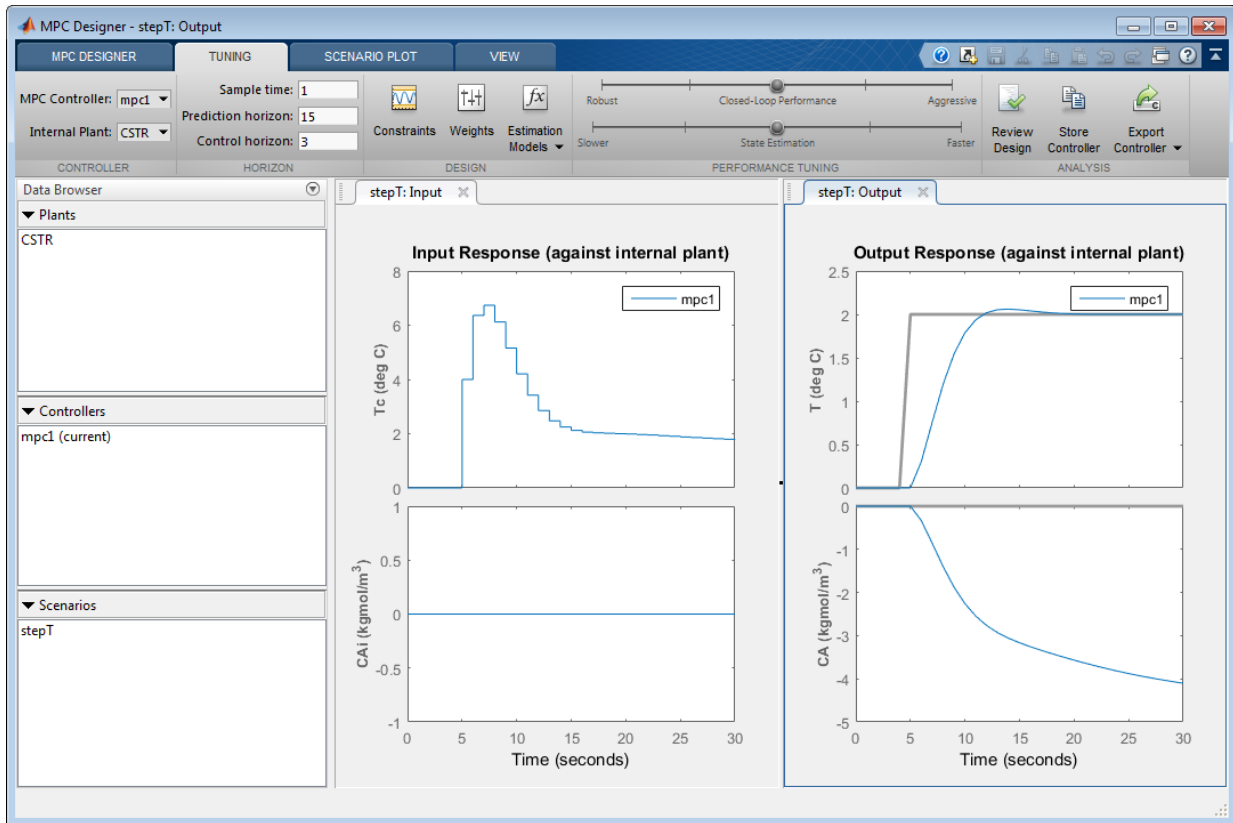 MPC Designer - stepT: Output
MPC DESIGNER TUNING SCENARIO PLOT VIEW
MPC Controller: mpc1
Internal Plant: CSTR
CONTROLLER
Sample time: 1
Prediction horizon: 15
Control horizon: 3
HORIZON
Constraints
Weights
fx
Estimation
Models
DESIGN
Robust Closed-Loop Performance Aggressive
Slower State Estimation Faster
PERFORMANCE TUNING
Review
Design
Store
Controller
C
Export
Controller
ANALYSIS
Data Browser
Plants
CSTR
Controllers
mpc1 (current)
Scenarios
stepT
stepT: Input
Input Response (against internal plant)
mpc1
Tc (deg C)
8
6
4
2
0
CAi (kgmol/m³)
1
0.5
0
-0.5
-1
0 5 10 15 20 25 30
Time (seconds)
stepT: Output
Output Response (against internal plant)
mpc1
T (deg C)
2.5
2
1.5
1
0.5
0
CA (kgmol/m³)
0
-1
-2
-3
-4
-5
0 5 10 15 20 25 30
Time (seconds)